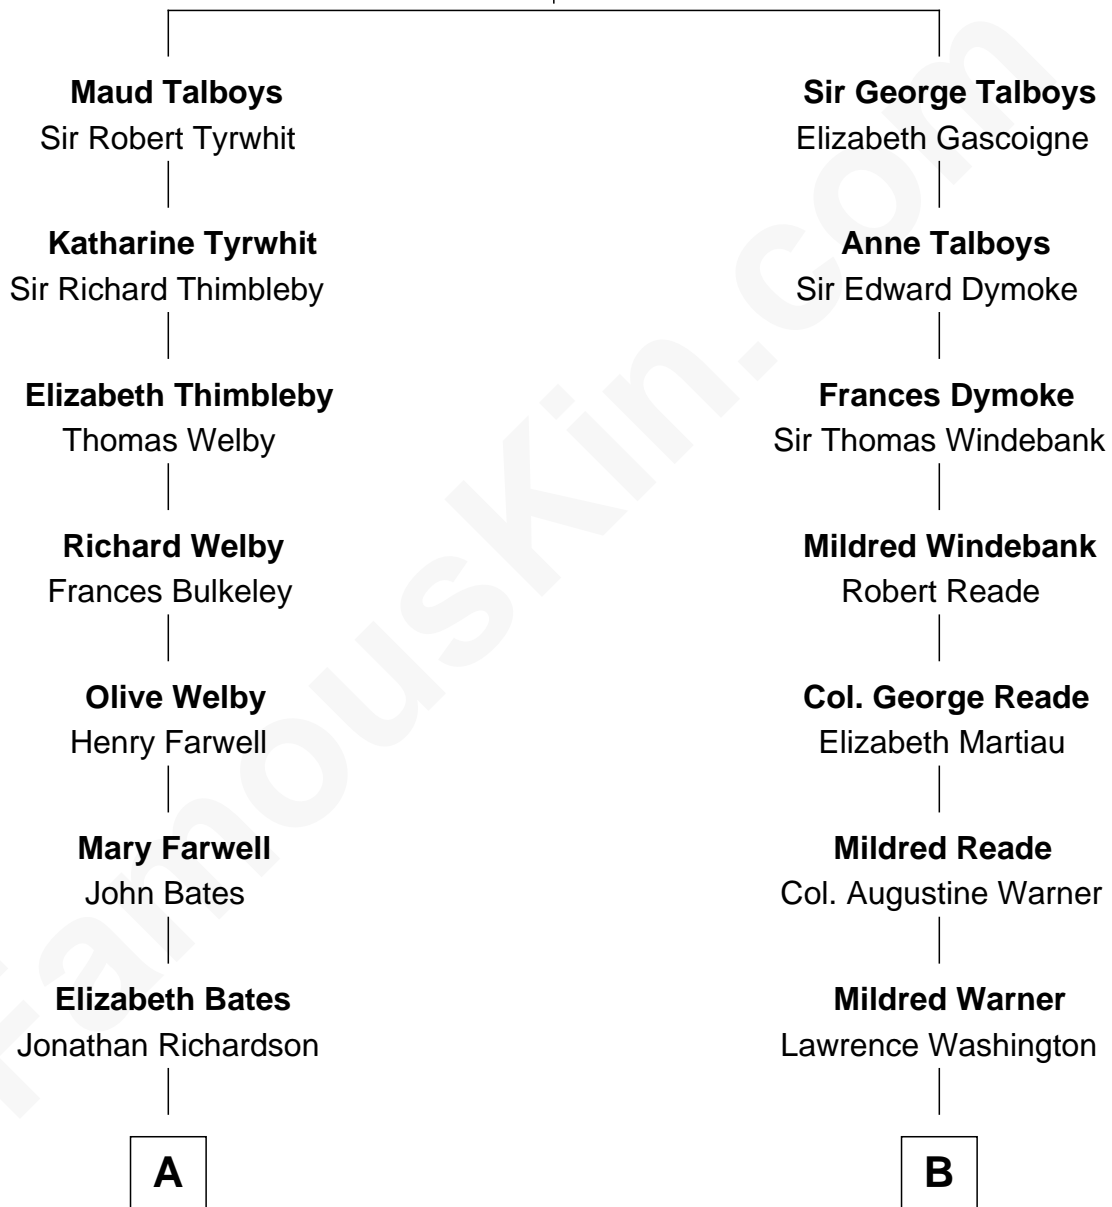 Maud Talboys
Sir Robert Tyrwhit
Katharine Tyrwhit
Sir Richard Thimbleby
Elizabeth Thimbleby
Thomas Welby
Richard Welby
Frances Bulkeley
Olive Welby
Henry Farwell
Mary Farwell
John Bates
Elizabeth Bates
Jonathan Richardson
A
Sir George Talboys
Elizabeth Gascoigne
Anne Talboys
Sir Edward Dymoke
Frances Dymoke
Sir Thomas Windebank
Mildred Windebank
Robert Reade
Col. George Reade
Elizabeth Martiau
Mildred Reade
Col. Augustine Warner
Mildred Warner
Lawrence Washington
B
FamousKin.com